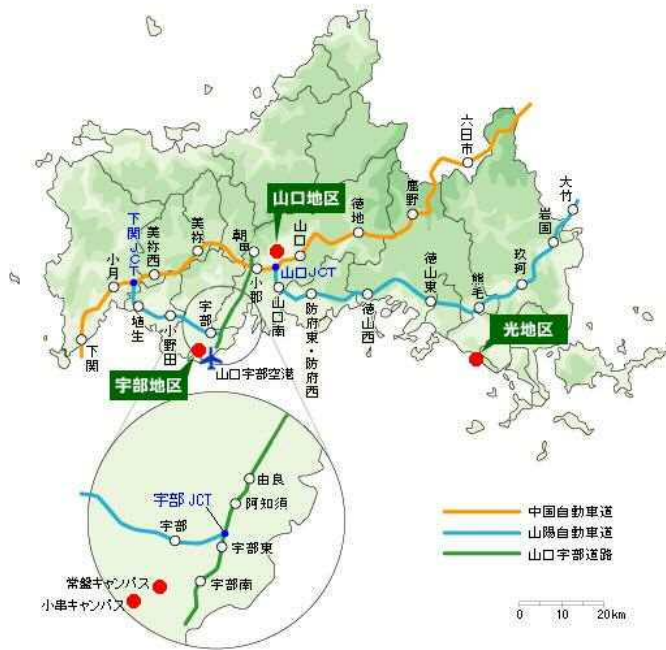 六日市
大竹
山口地区
鹿野
岩国
徳地
山口
朝田
美祢
美祢西
下関JCT
小月
玖珂
熊毛
徳山東
山口JCT
小郡
山口南
防府東・防府西
徳山西
宇部
小野田
埴生
下関
光地区
宇部地区
山口宇部空港
由良
阿知須
宇部JCT
宇部
宇部東
宇部南
常盤キャンパス
小串キャンパス
中国自動車道
山陽自動車道
山口宇部道路
0 10 20km